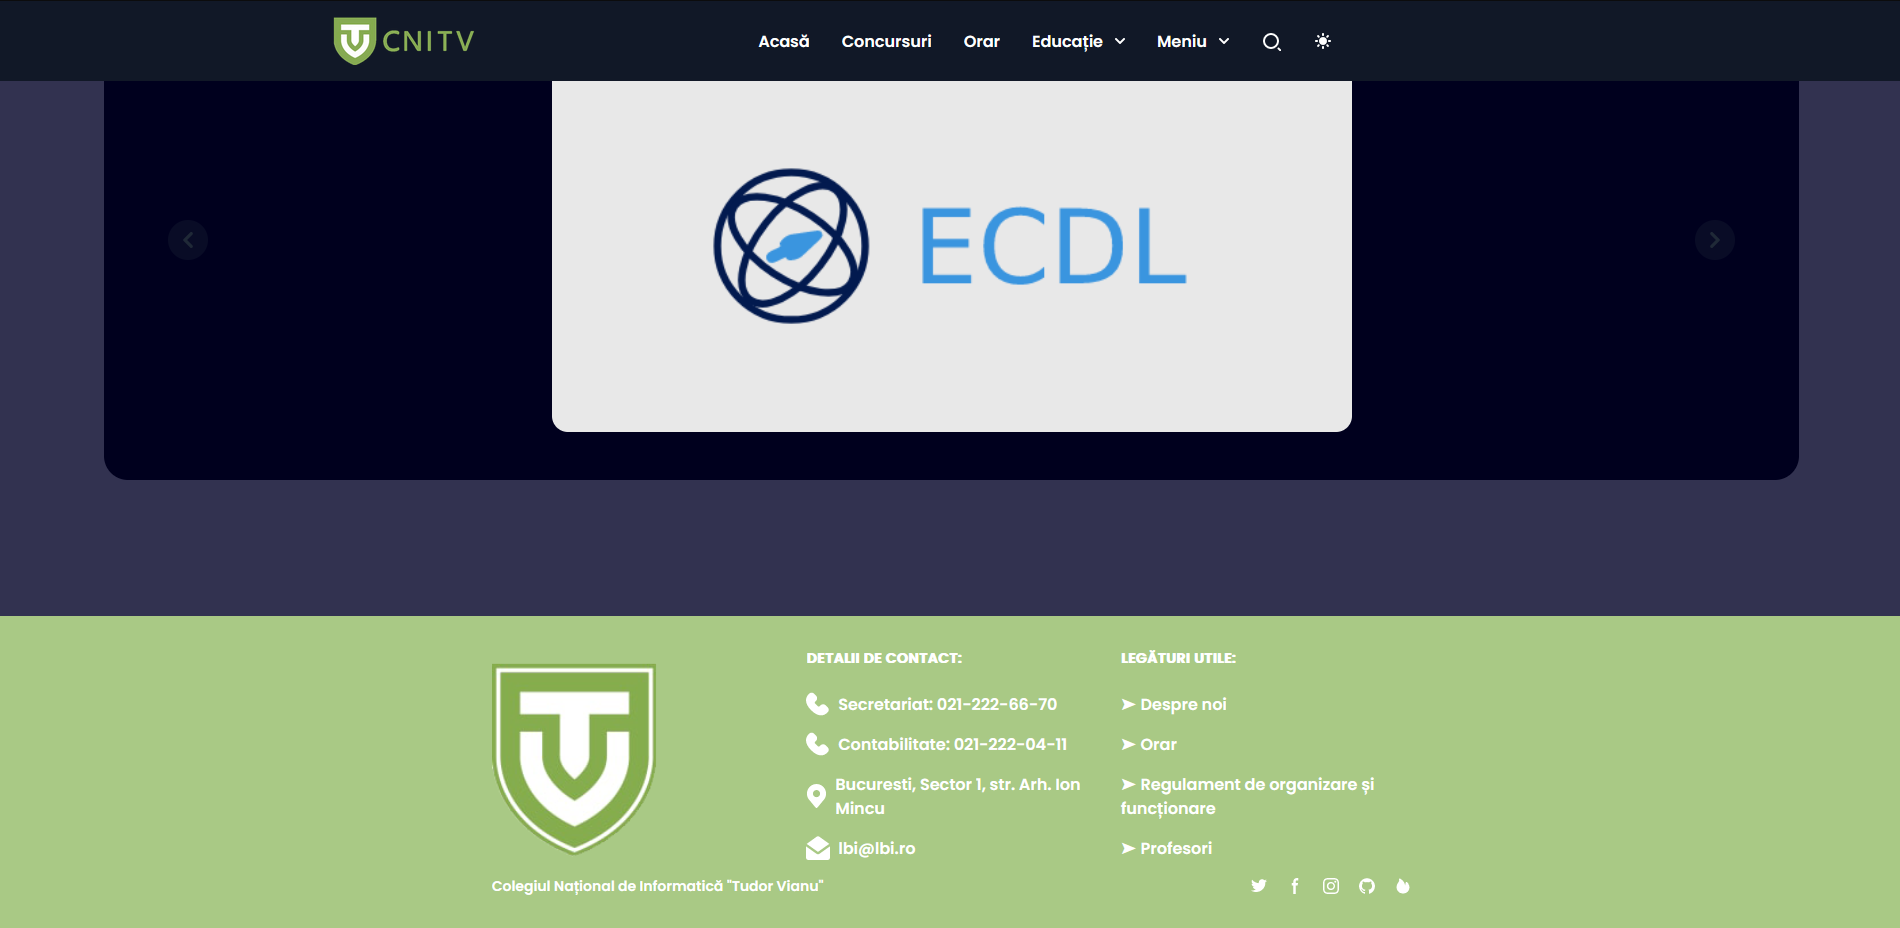 CNITV
Acasă Concursuri Orar Educație Meniu
ECDL
DETALII DE CONTACT:
Secretariat: 021-222-66-70
Contabilitate: 021-222-04-11
Bucuresti, Sector 1, str. Arh. Ion
Mincu
lbi@lbi.ro
LEGĂTURI UTILE:
➤ Despre noi
➤ Orar
➤ Regulament de organizare și
funcționare
➤ Profesori
Colegiul Național de Informatică "Tudor Vianu"